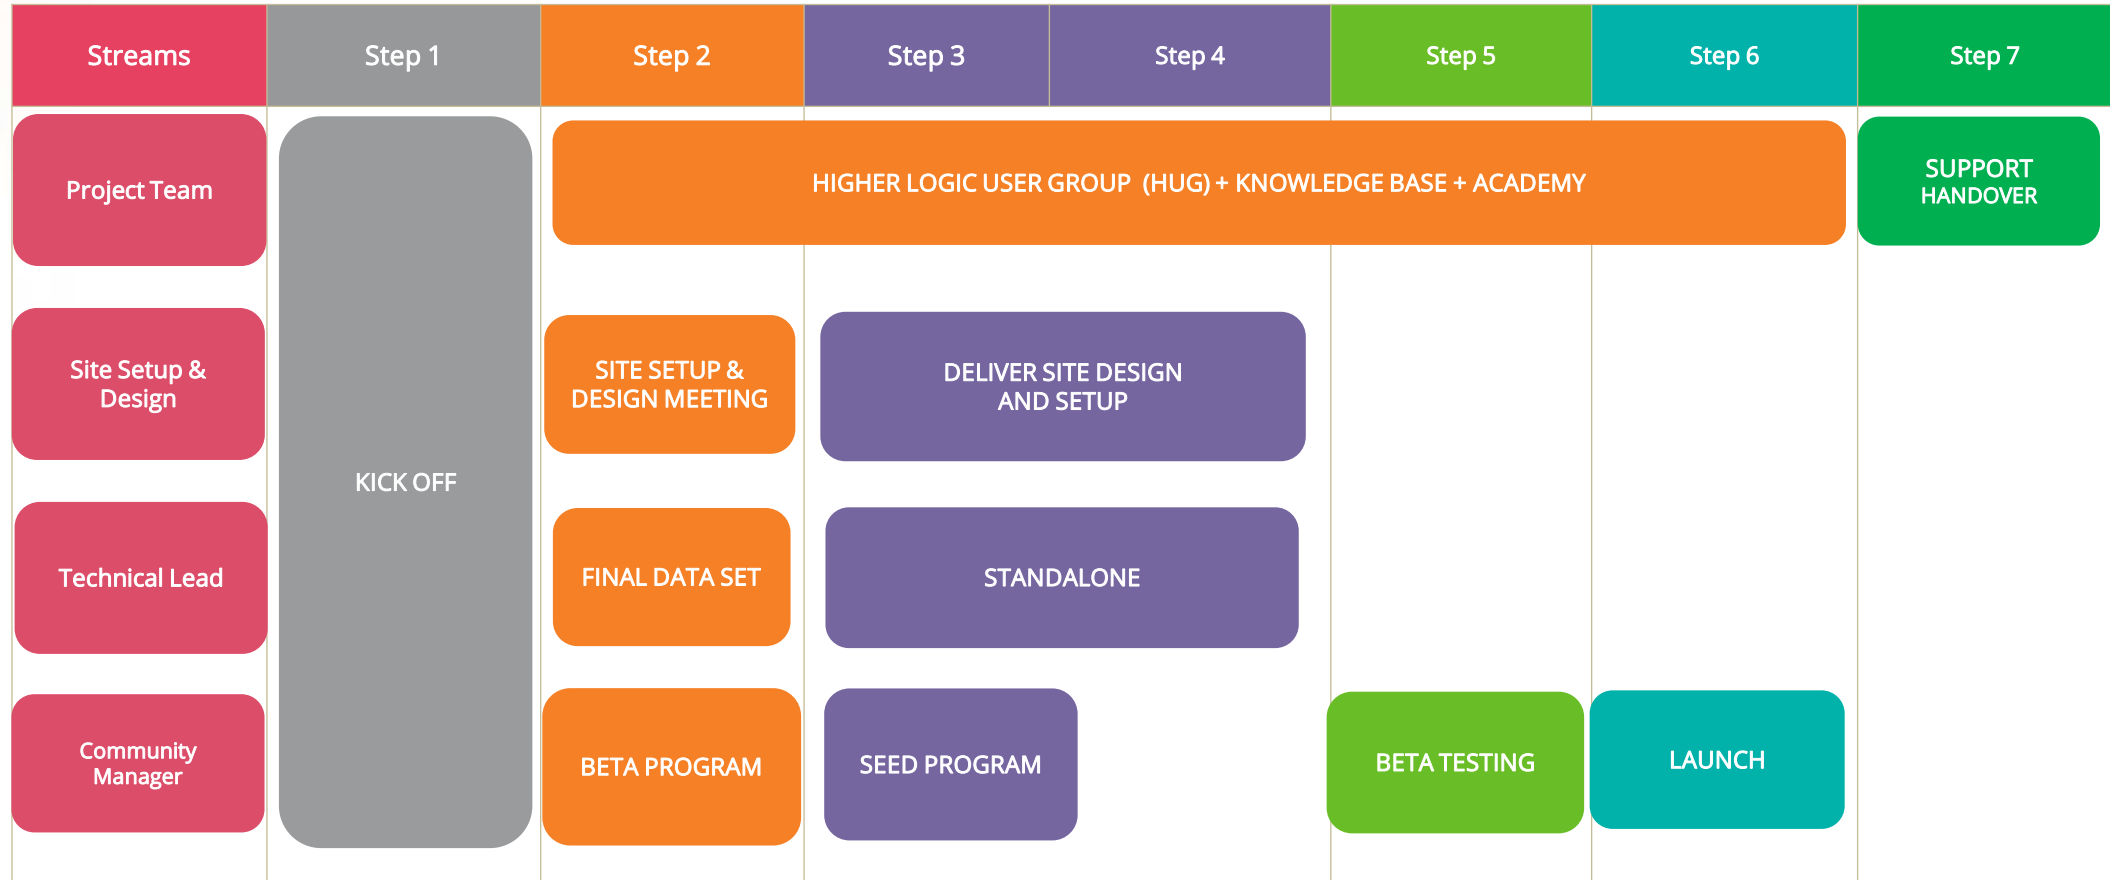 Streams
Step 1
Step 2
Step 3
Step 4
Step 5
Step 6
Step 7
Project Team
HIGHER LOGIC USER GROUP  (HUG) + KNOWLEDGE BASE + ACADEMY
SUPPORT
HANDOVER
Site Setup &
Design
KICK OFF
SITE SETUP &
DESIGN MEETING
DELIVER SITE DESIGN
AND SETUP
Technical Lead
FINAL DATA SET
STANDALONE
Community
Manager
BETA PROGRAM
SEED PROGRAM
BETA TESTING
LAUNCH